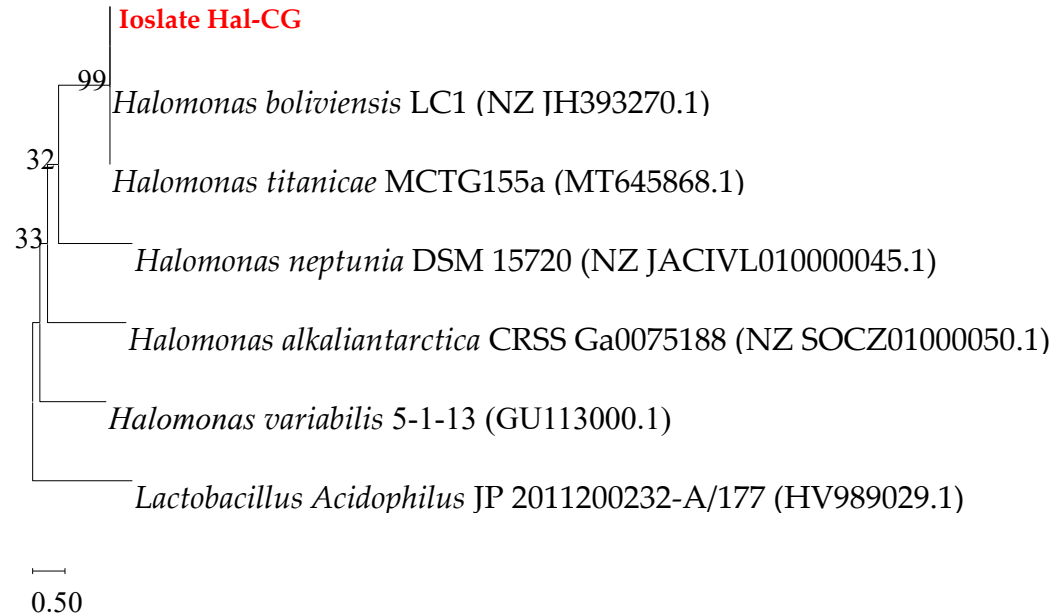 Ioslate Hal-CG
99
Halomonas boliviensis LC1 (NZ JH393270.1)
32
Halomonas titanicae MCTG155a (MT645868.1)
33
Halomonas neptunia DSM 15720 (NZ JACIVL010000045.1)
Halomonas alkaliantarctica CRSS Ga0075188 (NZ SOCZ01000050.1)
Halomonas variabilis 5-1-13 (GU113000.1)
Lactobacillus Acidophilus JP 2011200232-A/177 (HV989029.1)
0.50